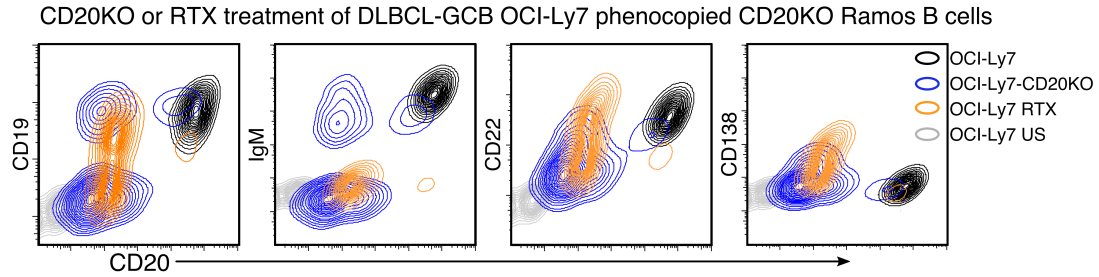 CD20KO or RTX treatment of DLBCL-GCB OCI-Ly7 phenocopied CD20KO Ramos B cells
CD19
IgM
CD22
CD138
OCI-Ly7
OCI-Ly7-CD20KO
OCI-Ly7 RTX
OCI-Ly7 US
CD20